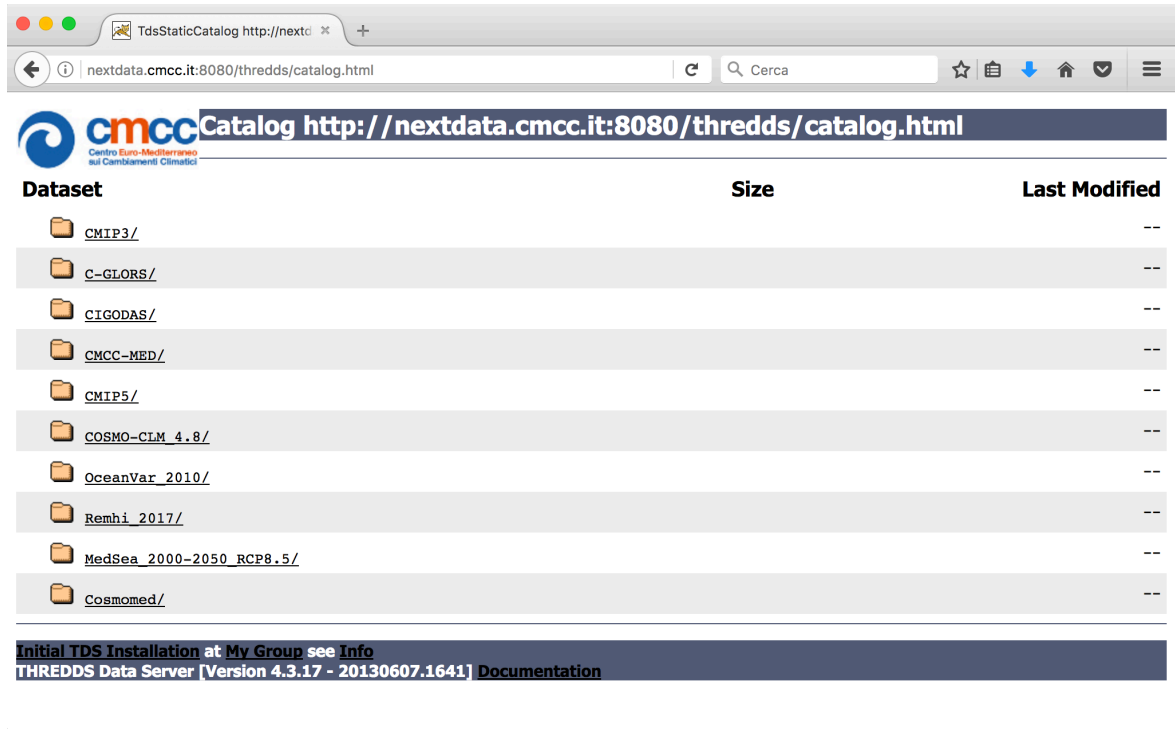 TdsStaticCatalog http://nextd
nextdata.cmcc.it:8080/thredds/catalog.html
Cerca
cmcc
Centro Euro-Mediterraneo
sui Cambiamenti Climatici
Catalog http://nextdata.cmcc.it:8080/thredds/catalog.html
Dataset Size Last Modified
CMIP3/ --
C-GLORS/ --
CIGODAS/ --
CMCC-MED/ --
CMIP5/ --
COSMO-CLM_4.8/ --
OceanVar_2010/ --
Remhi_2017/ --
MedSea_2000-2050_RCP8.5/ --
Cosmomed/ --
Initial TDS Installation at My Group see Info
THREDDS Data Server [Version 4.3.17 - 20130607.1641] Documentation